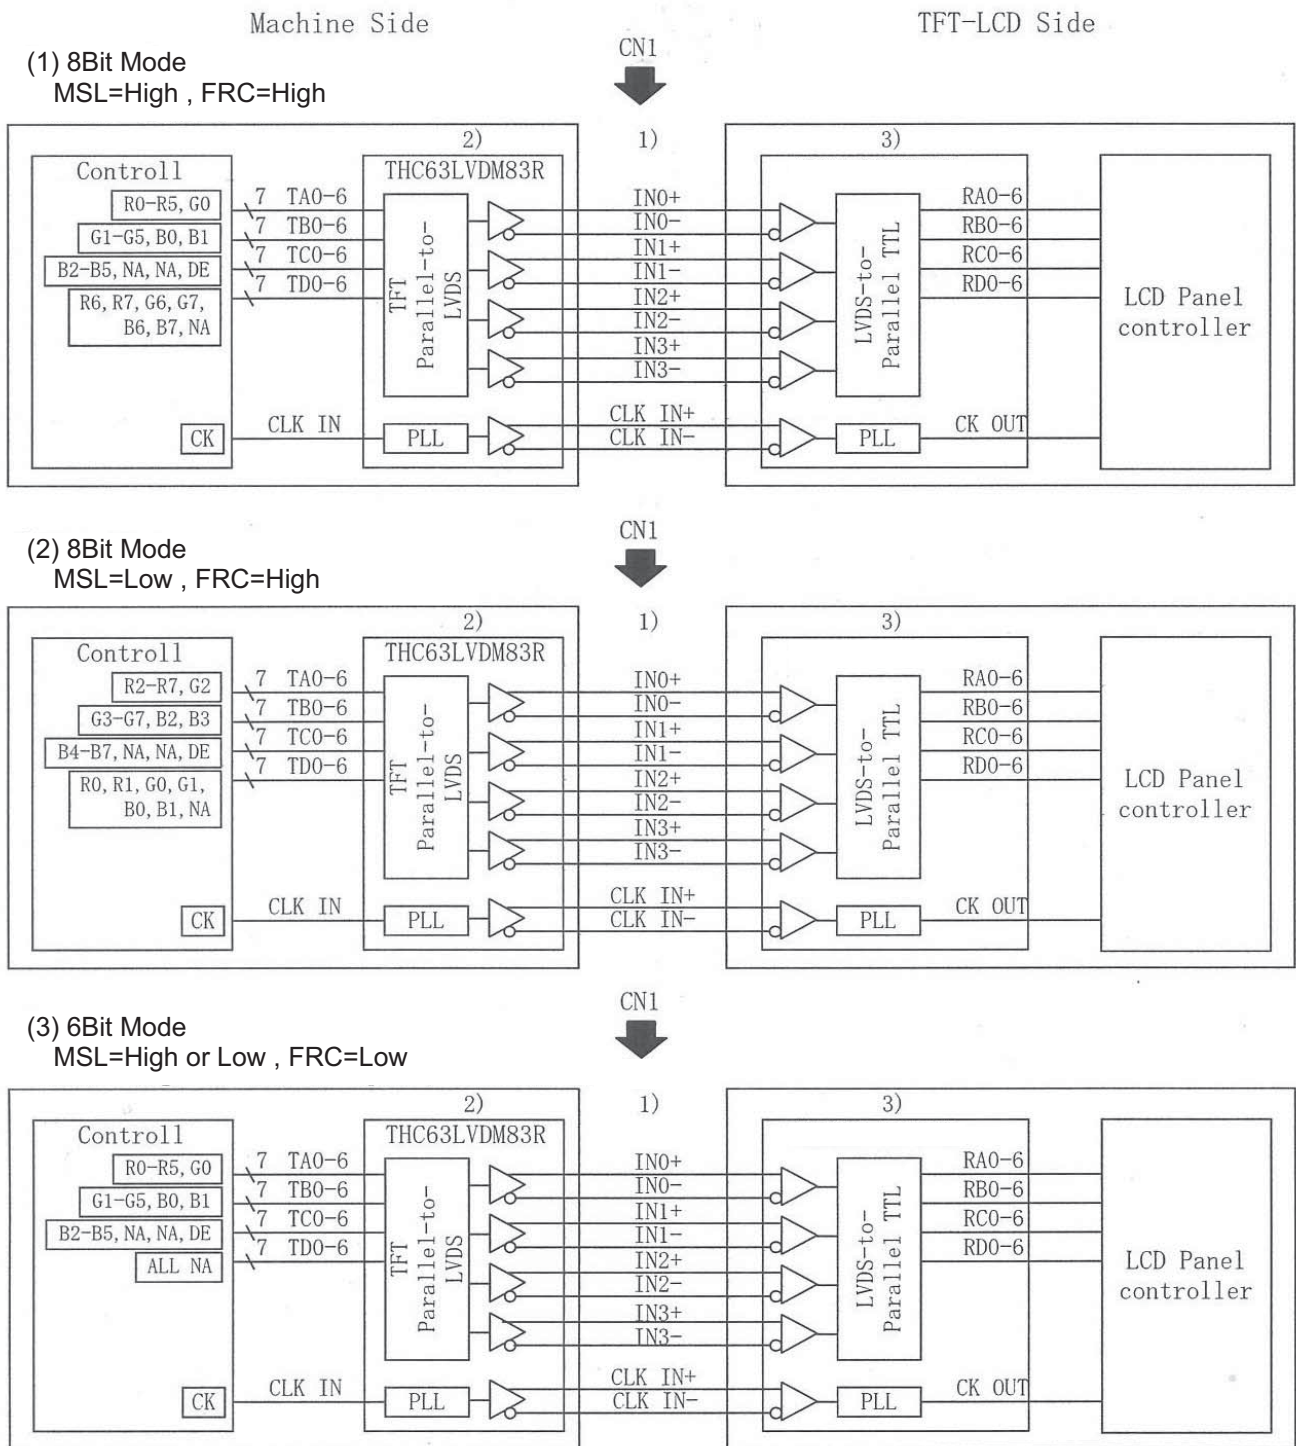 Machine Side
TFT-LCD Side
CN1
(1) 8Bit Mode
MSL=High , FRC=High
2)
1)
3)
Controll
THC63LVDM83R
R0-R5, G0
7 TA0-6
G1-G5, B0, B1
7 TB0-6
B2-B5, NA, NA, DE
7 TC0-6
R6, R7, G6, G7,
B6, B7, NA
7 TD0-6
TFT
Parallel-to-
LVDS
IN0+
IN0-
IN1+
IN1-
IN2+
IN2-
IN3+
IN3-
LVDS-to-
Parallel TTL
RA0-6
RB0-6
RC0-6
RD0-6
LCD Panel
controller
CK
CLK IN
PLL
CLK IN+
CLK IN-
PLL
CK OUT
CN1
(2) 8Bit Mode
MSL=Low , FRC=High
2)
1)
3)
Controll
THC63LVDM83R
R2-R7, G2
7 TA0-6
G3-G7, B2, B3
7 TB0-6
B4-B7, NA, NA, DE
7 TC0-6
R0, R1, G0, G1,
B0, B1, NA
7 TD0-6
TFT
Parallel-to-
LVDS
IN0+
IN0-
IN1+
IN1-
IN2+
IN2-
IN3+
IN3-
LVDS-to-
Parallel TTL
RA0-6
RB0-6
RC0-6
RD0-6
LCD Panel
controller
CK
CLK IN
PLL
CLK IN+
CLK IN-
PLL
CK OUT
CN1
(3) 6Bit Mode
MSL=High or Low , FRC=Low
2)
1)
3)
Controll
THC63LVDM83R
R0-R5, G0
7 TA0-6
G1-G5, B0, B1
7 TB0-6
B2-B5, NA, NA, DE
7 TC0-6
ALL NA
7 TD0-6
TFT
Parallel-to-
LVDS
IN0+
IN0-
IN1+
IN1-
IN2+
IN2-
IN3+
IN3-
LVDS-to-
Parallel TTL
RA0-6
RB0-6
RC0-6
RD0-6
LCD Panel
controller
CK
CLK IN
PLL
CLK IN+
CLK IN-
PLL
CK OUT